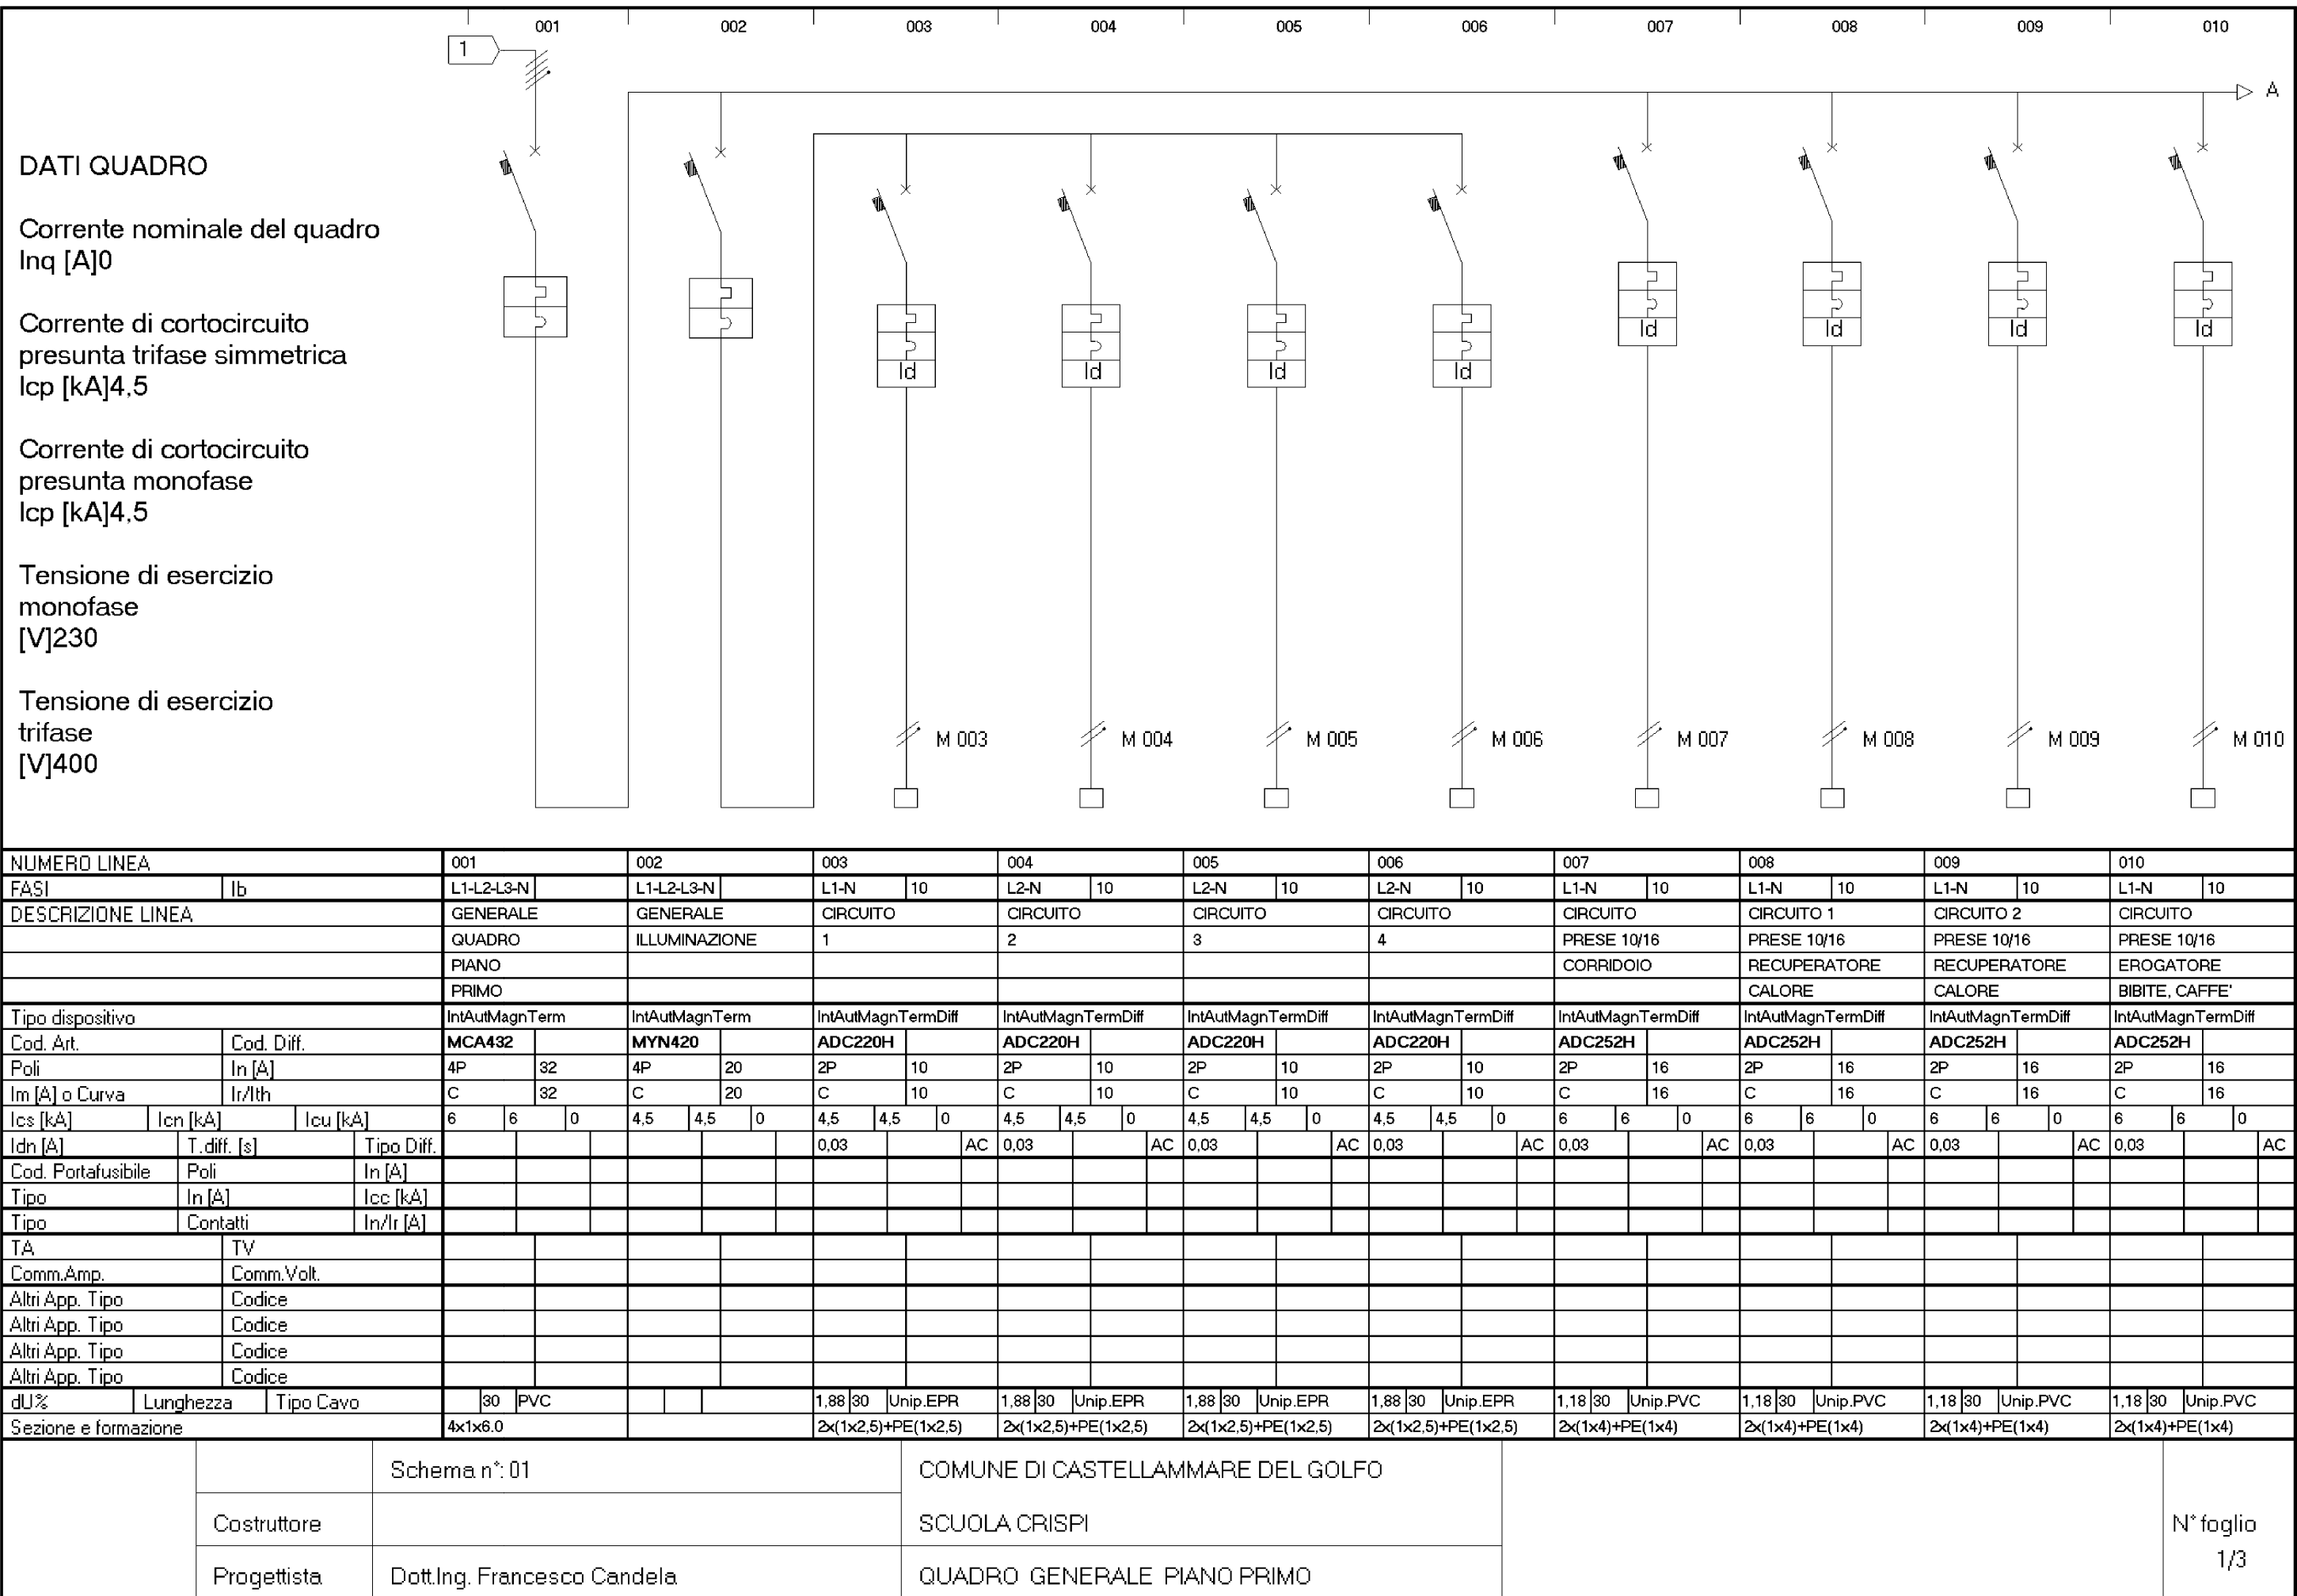 001 002 003 004 005 006 007 008 009 010
1
A
DATI QUADRO
Corrente nominale del quadro
Inq [A]0
Corrente di cortocircuito
presunta trifase simmetrica
Icp [kA]4,5
Corrente di cortocircuito
presunta monofase
Icp [kA]4,5
Tensione di esercizio
monofase
[V]230
Tensione di esercizio
trifase
[V]400
Id Id Id Id
Id Id Id Id
M 003 M 004 M 005 M 006 M 007 M 008 M 009 M 010
NUMERO LINEA 001 002 003 004 005 006 007 008 009 010
FASI Ib L1-L2-L3-N L1-L2-L3-N L1-N 10 L2-N 10 L2-N 10 L2-N 10 L1-N 10 L1-N 10 L1-N 10 L1-N 10
DESCRIZIONE LINEA GENERALE GENERALE CIRCUITO CIRCUITO CIRCUITO CIRCUITO CIRCUITO CIRCUITO 1 CIRCUITO 2 CIRCUITO
QUADRO ILLUMINAZIONE 1 2 3 4 PRESE 10/16 PRESE 10/16 PRESE 10/16 PRESE 10/16
PIANO CORRIDOIO RECUPERATORE RECUPERATORE EROGATORE
PRIMO CALORE CALORE BIBITE, CAFFE'
Tipo dispositivo IntAutMagnTerm IntAutMagnTerm IntAutMagnTermDiff IntAutMagnTermDiff IntAutMagnTermDiff IntAutMagnTermDiff IntAutMagnTermDiff IntAutMagnTermDiff IntAutMagnTermDiff IntAutMagnTermDiff
Cod. Art. Cod. Diff. MCA432 MYN420 ADC220H ADC220H ADC220H ADC220H ADC252H ADC252H ADC252H ADC252H
Poli In [A] 4P 32 4P 20 2P 10 2P 10 2P 10 2P 10 2P 16 2P 16 2P 16 2P 16
Im [A] o Curva Ir/Ith C 32 C 20 C 10 C 10 C 10 C 10 C 16 C 16 C 16 C 16
Ics [kA] Icn [kA] Icu [kA] 6 6 0 4,5 4,5 0 4,5 4,5 0 4,5 4,5 0 4,5 4,5 0 4,5 4,5 0 6 6 0 6 6 0 6 6 0 6 6 0
Idn [A] T.diff. [s] Tipo Diff. 0,03 AC 0,03 AC 0,03 AC 0,03 AC 0,03 AC 0,03 AC 0,03 AC 0,03 AC
Cod. Portafusibile Poli In [A]
Tipo In [A] Icc [kA]
Tipo Contatti In/Ir [A]
TA TV
Comm.Amp. Comm.Volt.
Altri App. Tipo Codice
Altri App. Tipo Codice
Altri App. Tipo Codice
Altri App. Tipo Codice
dU% Lunghezza Tipo Cavo 30 PVC 1,88 30 Unip.EPR 1,88 30 Unip.EPR 1,88 30 Unip.EPR 1,88 30 Unip.EPR 1,18 30 Unip.PVC 1,18 30 Unip.PVC 1,18 30 Unip.PVC 1,18 30 Unip.PVC
Sezione e formazione 4x1x6.0 2x(1x2,5)+PE(1x2,5) 2x(1x2,5)+PE(1x2,5) 2x(1x2,5)+PE(1x2,5) 2x(1x2,5)+PE(1x2,5) 2x(1x4)+PE(1x4) 2x(1x4)+PE(1x4) 2x(1x4)+PE(1x4) 2x(1x4)+PE(1x4)
Schema n°: 01 COMUNE DI CASTELLAMMARE DEL GOLFO
Costruttore SCUOLA CRISPI N° foglio
1/3
Progettista Dott.Ing. Francesco Candela QUADRO GENERALE PIANO PRIMO